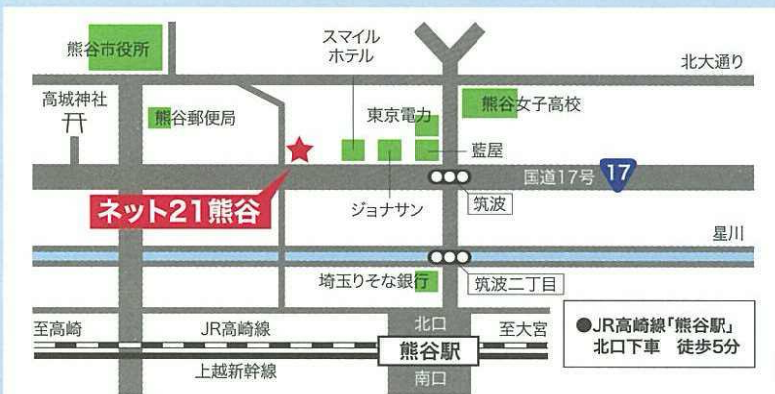 熊谷市役所
スマイル
ホテル
北大通り
高城神社
熊谷郵便局
東京電力
熊谷女子高校
藍屋
ネット21熊谷
ジョナサン
国道17号
17
筑波
星川
埼玉りそな銀行
筑波二丁目
至高崎
JR高崎線
北口
至大宮
熊谷駅
上越新幹線
南口
●JR高崎線「熊谷駅」
北口下車 徒歩5分